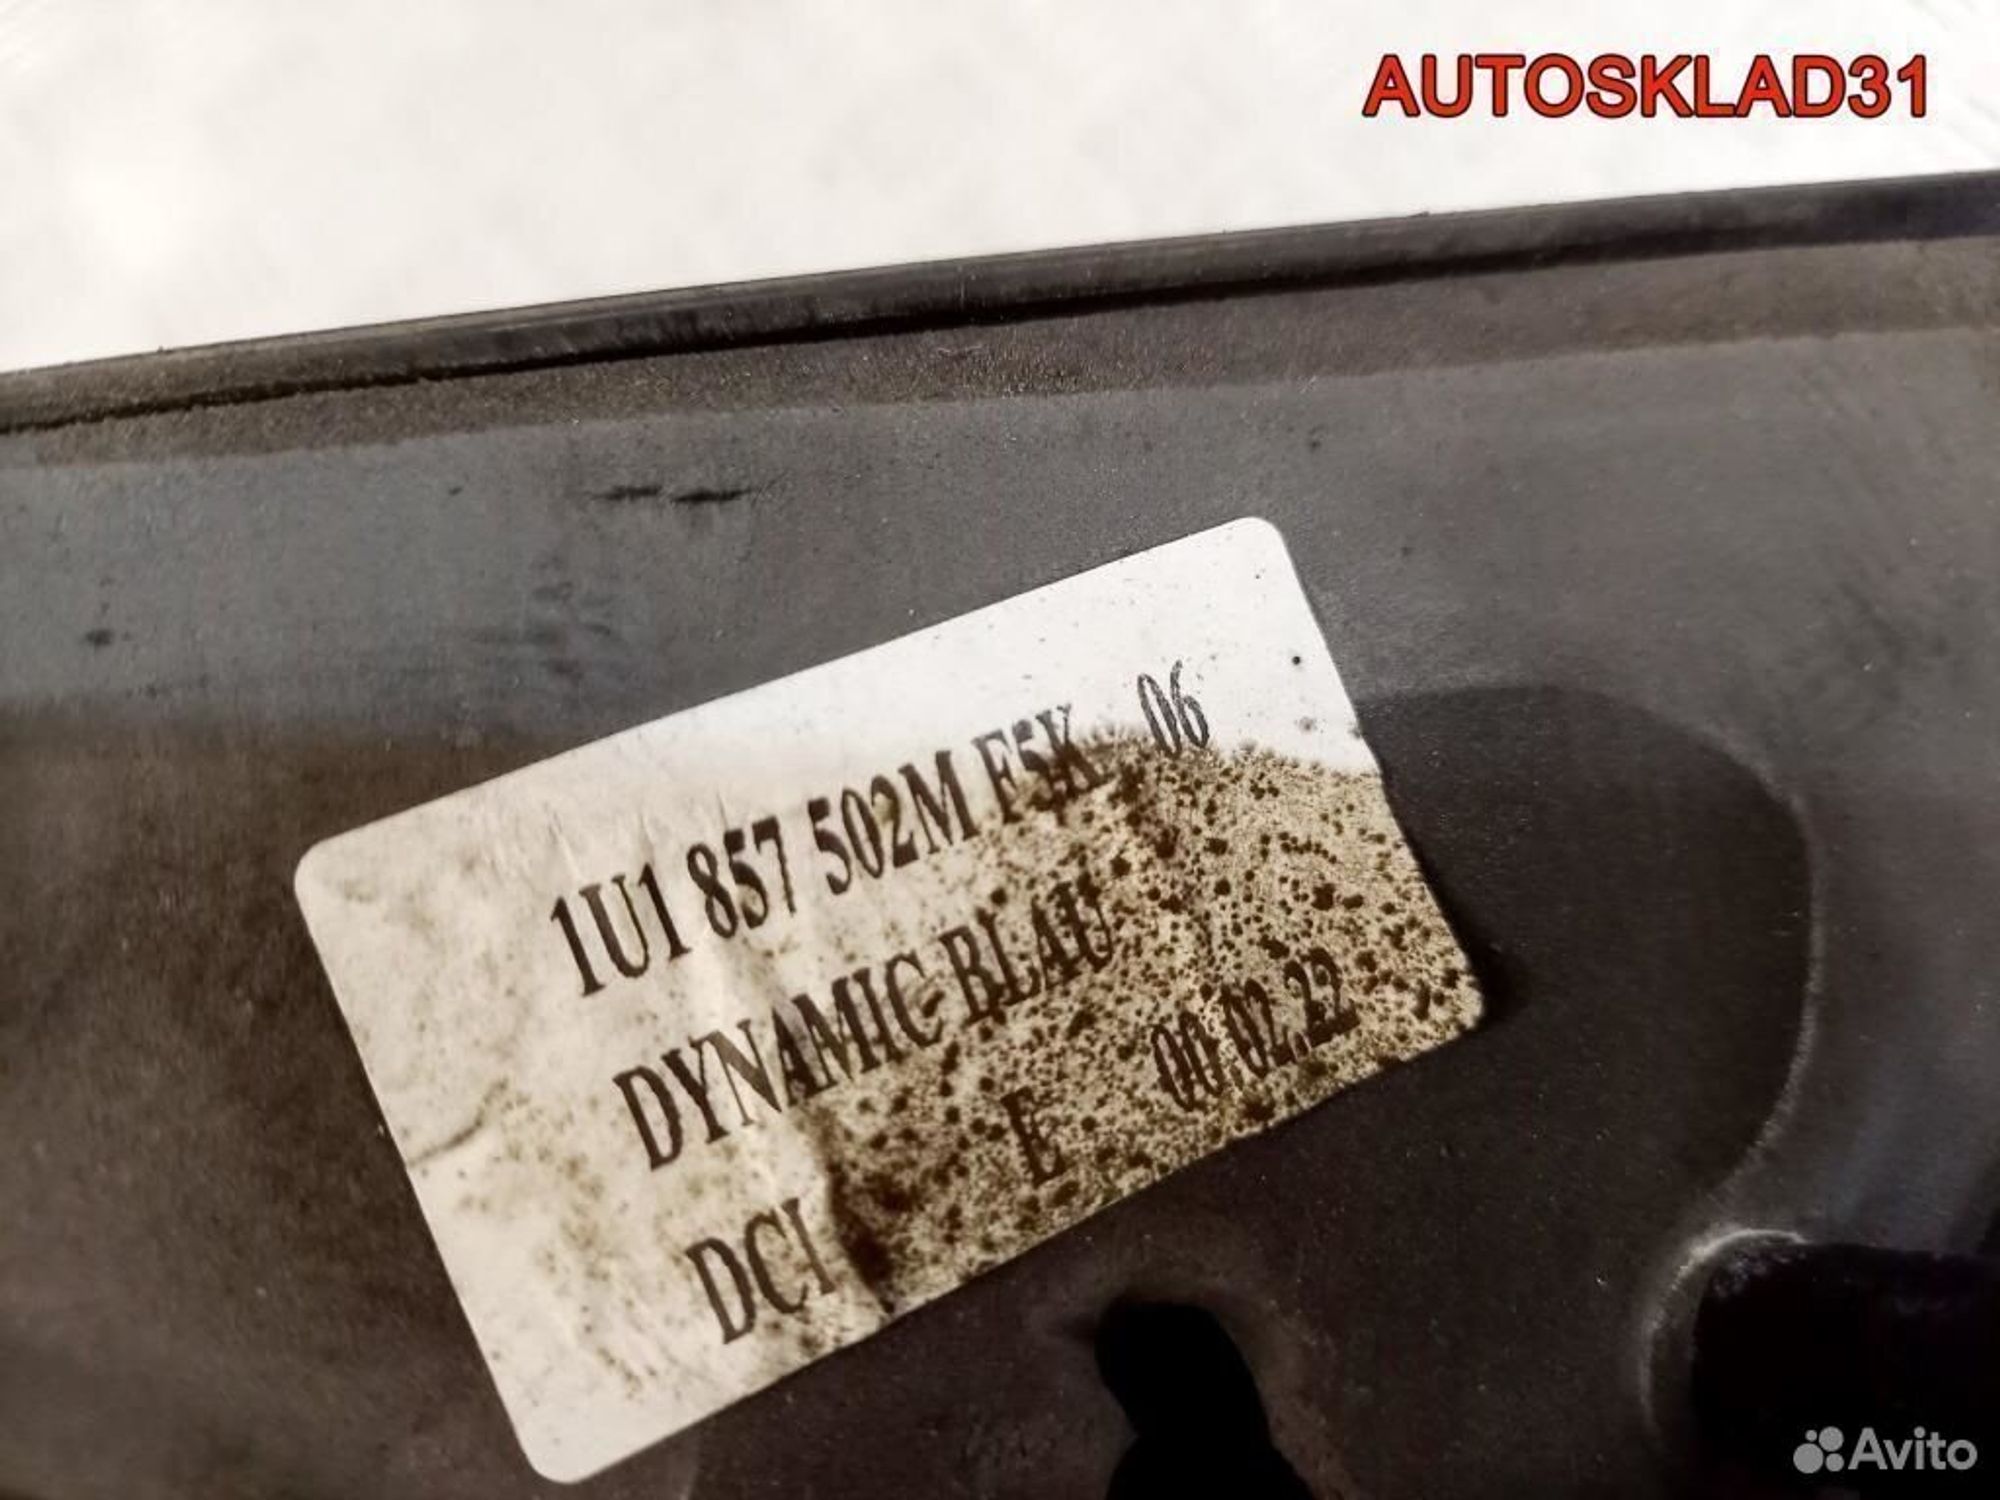 AUTOSKLAD31
1U1 857 502M F5K 06
DYNAMIC-BLAU
DCI E 00.02.22
Avito